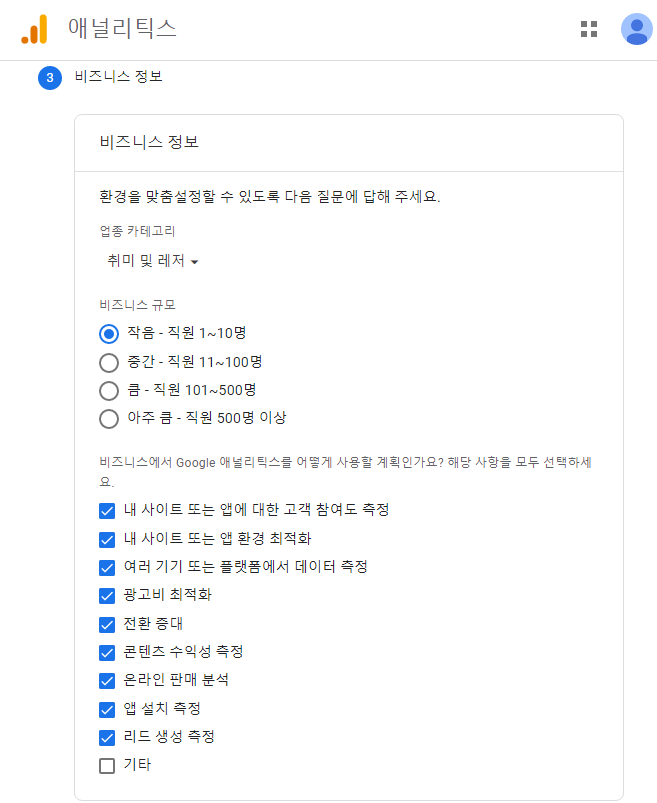 애널리틱스
3 비즈니스 정보
비즈니스 정보
환경을 맞춤설정할 수 있도록 다음 질문에 답해 주세요.
업종 카테고리
취미 및 레저
비즈니스 규모
작음 - 직원 1~10명
중간 - 직원 11~100명
큼 - 직원 101~500명
아주 큼 - 직원 500명 이상
비즈니스에서 Google 애널리틱스를 어떻게 사용할 계획인가요? 해당 사항을 모두 선택하세
요.
내 사이트 또는 앱에 대한 고객 참여도 측정
내 사이트 또는 앱 환경 최적화
여러 기기 또는 플랫폼에서 데이터 측정
광고비 최적화
전환 증대
콘텐츠 수익성 측정
온라인 판매 분석
앱 설치 측정
리드 생성 측정
기타